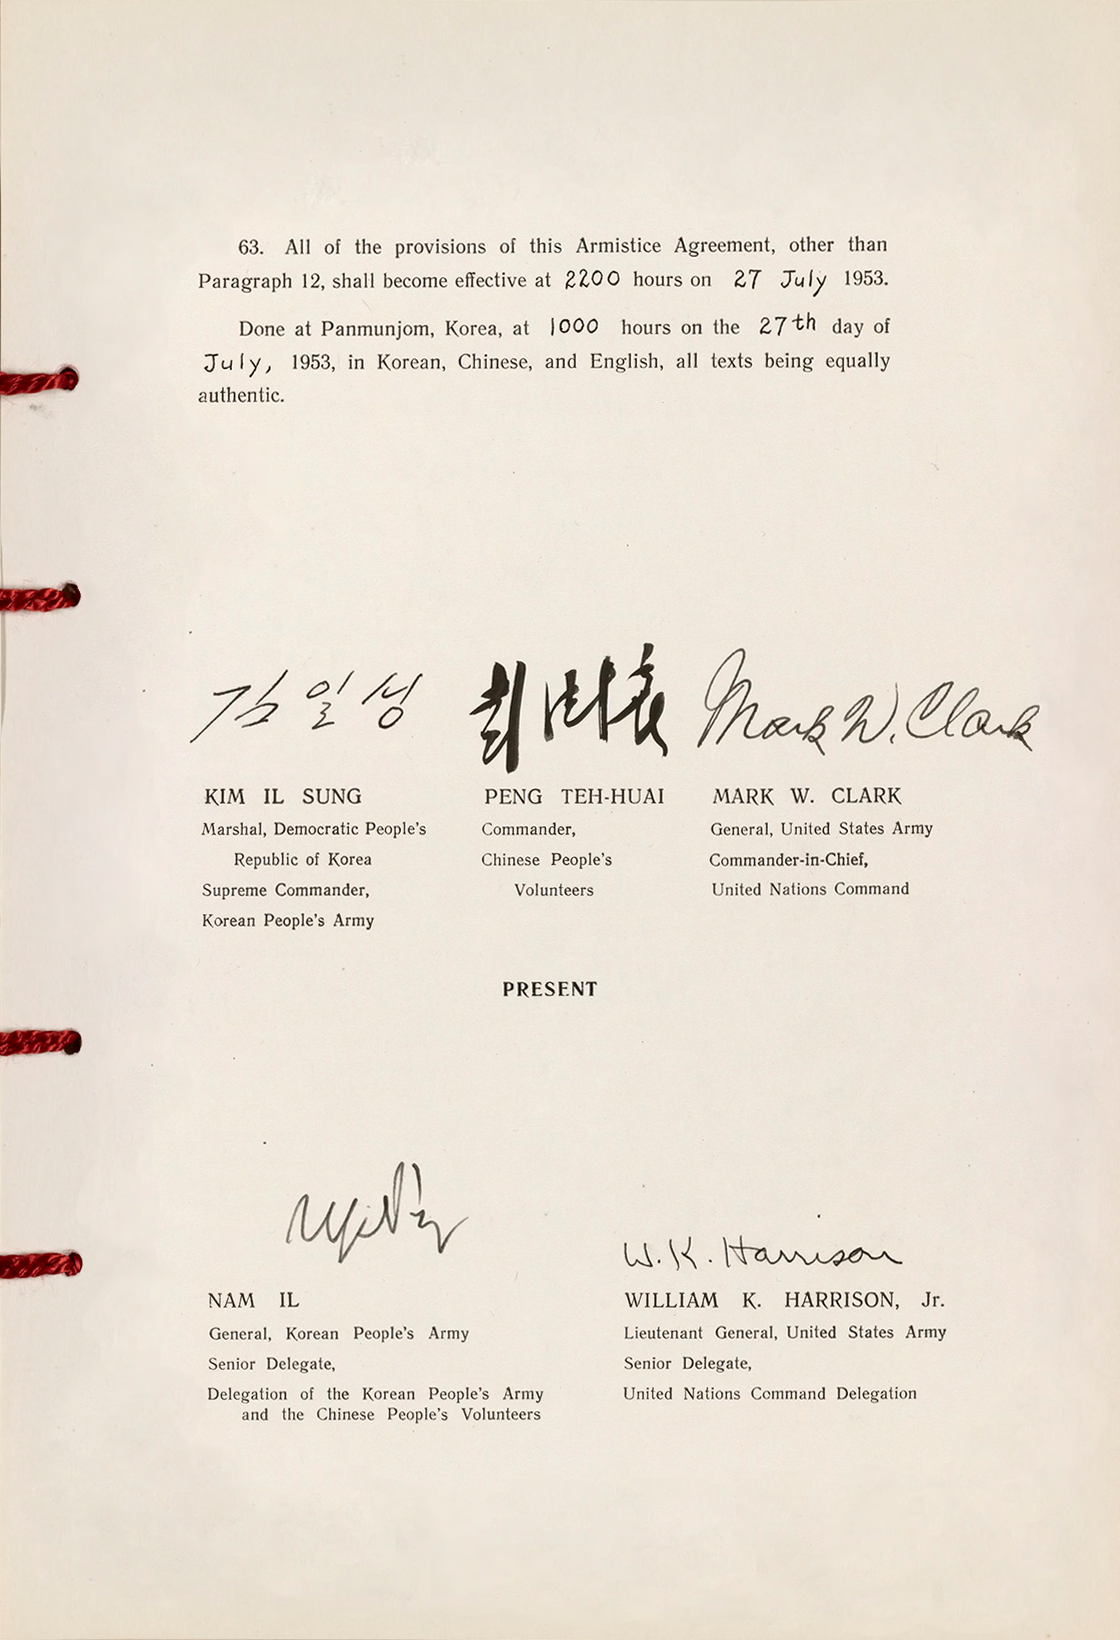 63. All of the provisions of this Armistice Agreement, other than
Paragraph 12, shall become effective at 2200 hours on 27 July 1953.
Done at Panmunjom, Korea, at 1000 hours on the 27th day of
July, 1953, in Korean, Chinese, and English, all texts being equally
authentic.
김일성 彭德懷 Mark W. Clark
KIM IL SUNG PENG TEH-HUAI MARK W. CLARK
Marshal, Democratic People's Commander, General, United States Army
Republic of Korea Chinese People's Commander-in-Chief,
Supreme Commander, Volunteers United Nations Command
Korean People's Army
PRESENT
W. K. Harrison
NAM IL WILLIAM K. HARRISON, Jr.
General, Korean People's Army Lieutenant General, United States Army
Senior Delegate, Senior Delegate,
Delegation of the Korean People's Army United Nations Command Delegation
and the Chinese People's Volunteers